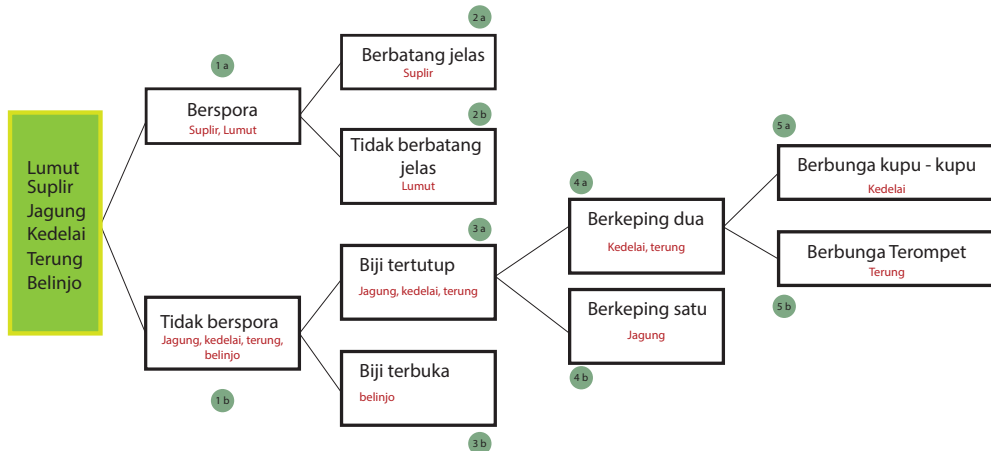 Lumut
Suplir
Jagung
Kedelai
Terung
Belinjo
1 a
Berspora
Suplir, Lumut
Tidak berspora
Jagung, kedelai, terung,
belinjo
1 b
2 a
Berbatang jelas
Suplir
2 b
Tidak berbatang
jelas
Lumut
3 a
Biji tertutup
Jagung, kedelai, terung
Biji terbuka
belinjo
3 b
4 a
Berkeping dua
Kedelai, terung
Berkeping satu
Jagung
4 b
5 a
Berbunga kupu - kupu
Kedelai
Berbunga Terompet
Terung
5 b